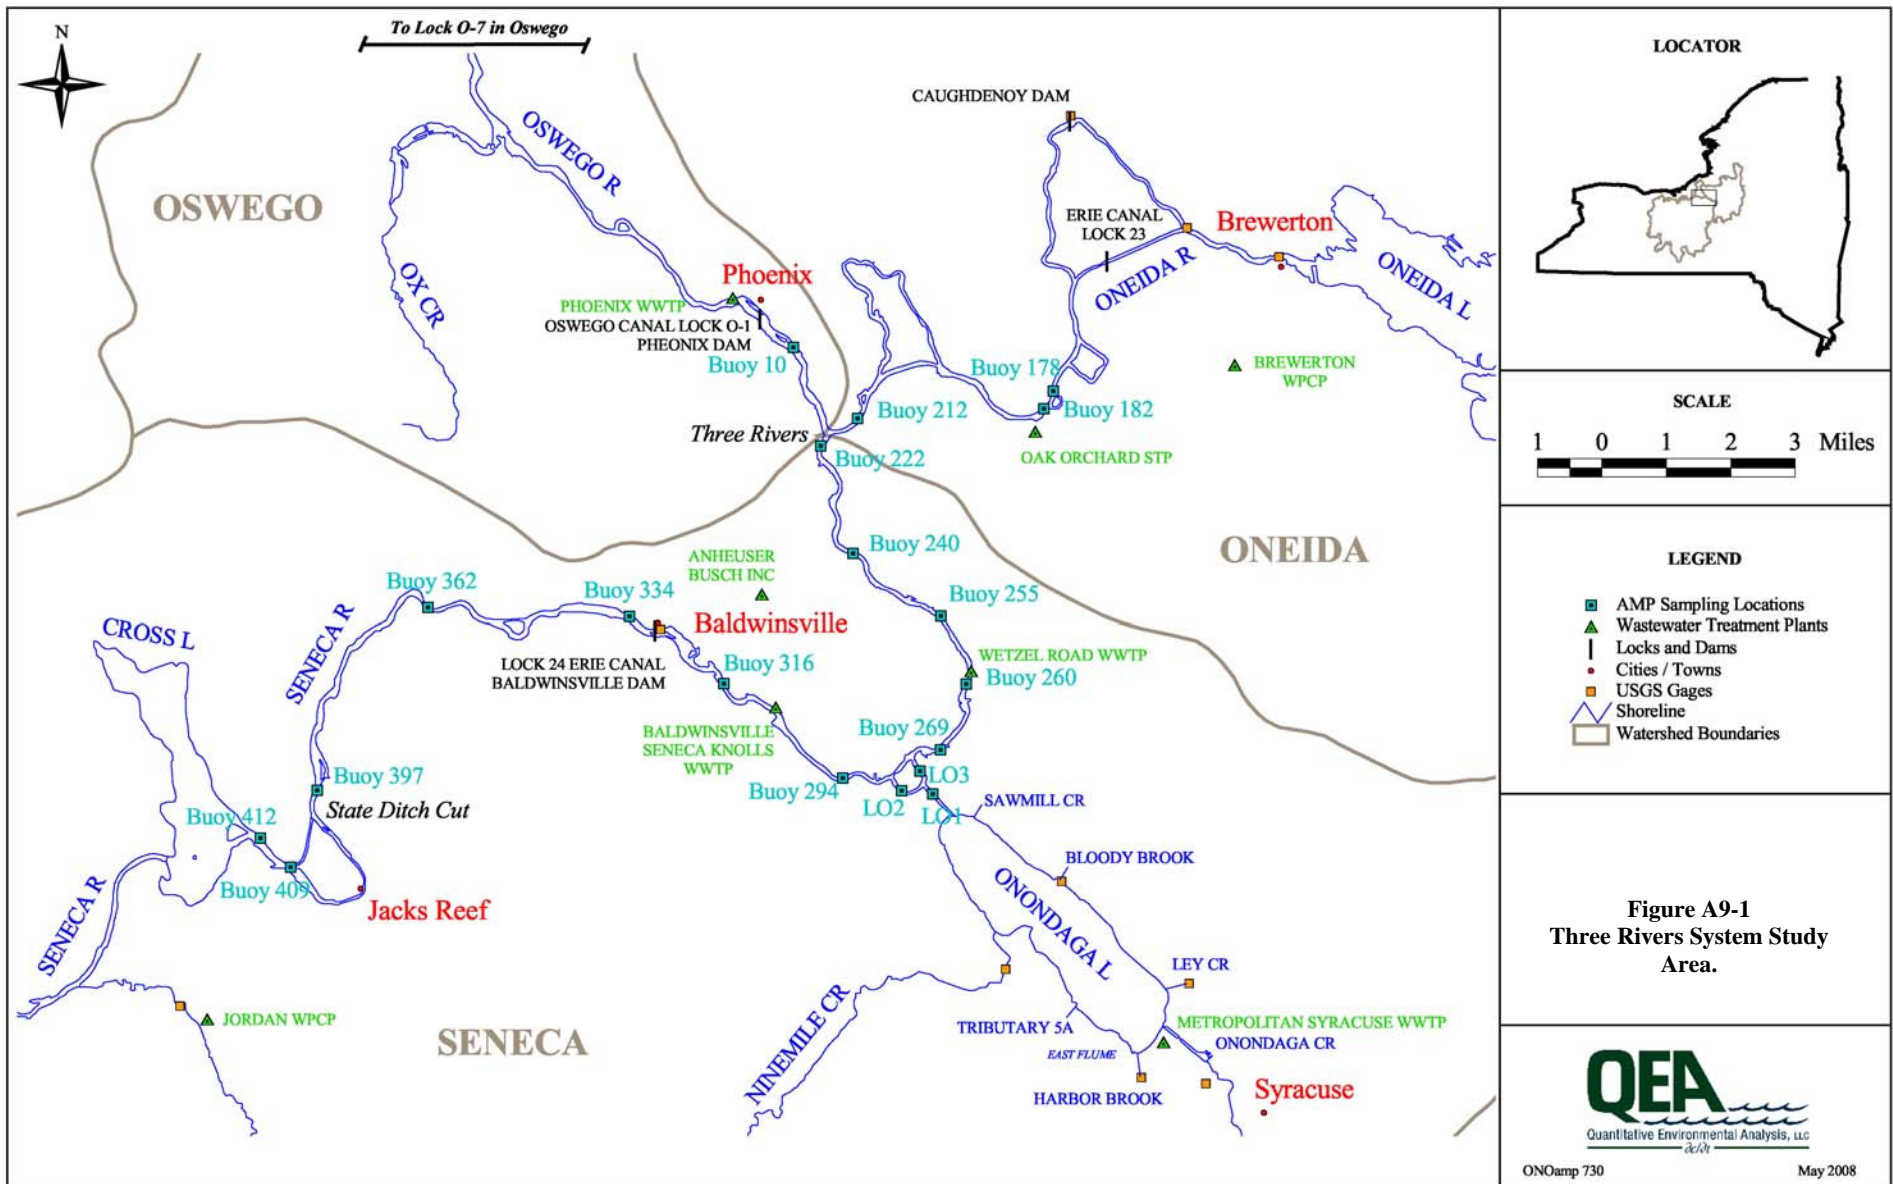 N
To Lock O-7 in Oswego
OSWEGO
OSWEGO R
OX CR
CAUGHDENOY DAM
ERIE CANAL
LOCK 23
Brewerton
ONEIDA R
ONEIDA L
Phoenix
PHOENIX WWTP
OSWEGO CANAL LOCK O-1
PHEONIX DAM
Buoy 10
Buoy 178
BREWERTON
WPCP
Buoy 212
Buoy 182
Three Rivers
OAK ORCHARD STP
Buoy 222
Buoy 240
ONEIDA
ANHEUSER
BUSCH INC
Buoy 362
Buoy 334
Buoy 255
Baldwinsville
CROSS L
SENECA R
LOCK 24 ERIE CANAL
BALDWINSVILLE DAM
Buoy 316
WETZEL ROAD WWTP
Buoy 260
BALDWINSVILLE
SENECA KNOLLS
WWTP
Buoy 269
Buoy 397
LO3
Buoy 294
State Ditch Cut
LO2
LO1
SAWMILL CR
Buoy 412
BLOODY BROOK
Buoy 409
Jacks Reef
SENECA R
ONONDAGA L
LEY CR
NINEMILE CR
JORDAN WPCP
SENECA
TRIBUTARY 5A
METROPOLITAN SYRACUSE WWTP
ONONDAGA CR
EAST FLUME
HARBOR BROOK
Syracuse
LOCATOR
SCALE
1 0 1 2 3 Miles
LEGEND
AMP Sampling Locations
Wastewater Treatment Plants
Locks and Dams
Cities / Towns
USGS Gages
Shoreline
Watershed Boundaries
Figure A9-1
Three Rivers System Study
Area.
QEA
Quantitative Environmental Analysis, LLC
∂c/∂t
ONOamp 730
May 2008